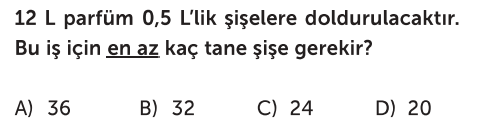 12 L parfüm 0,5 L'lik şişelere doldurulacaktır.
Bu iş için en az kaç tane şişe gerekir?
A) 36 B) 32 C) 24 D) 20